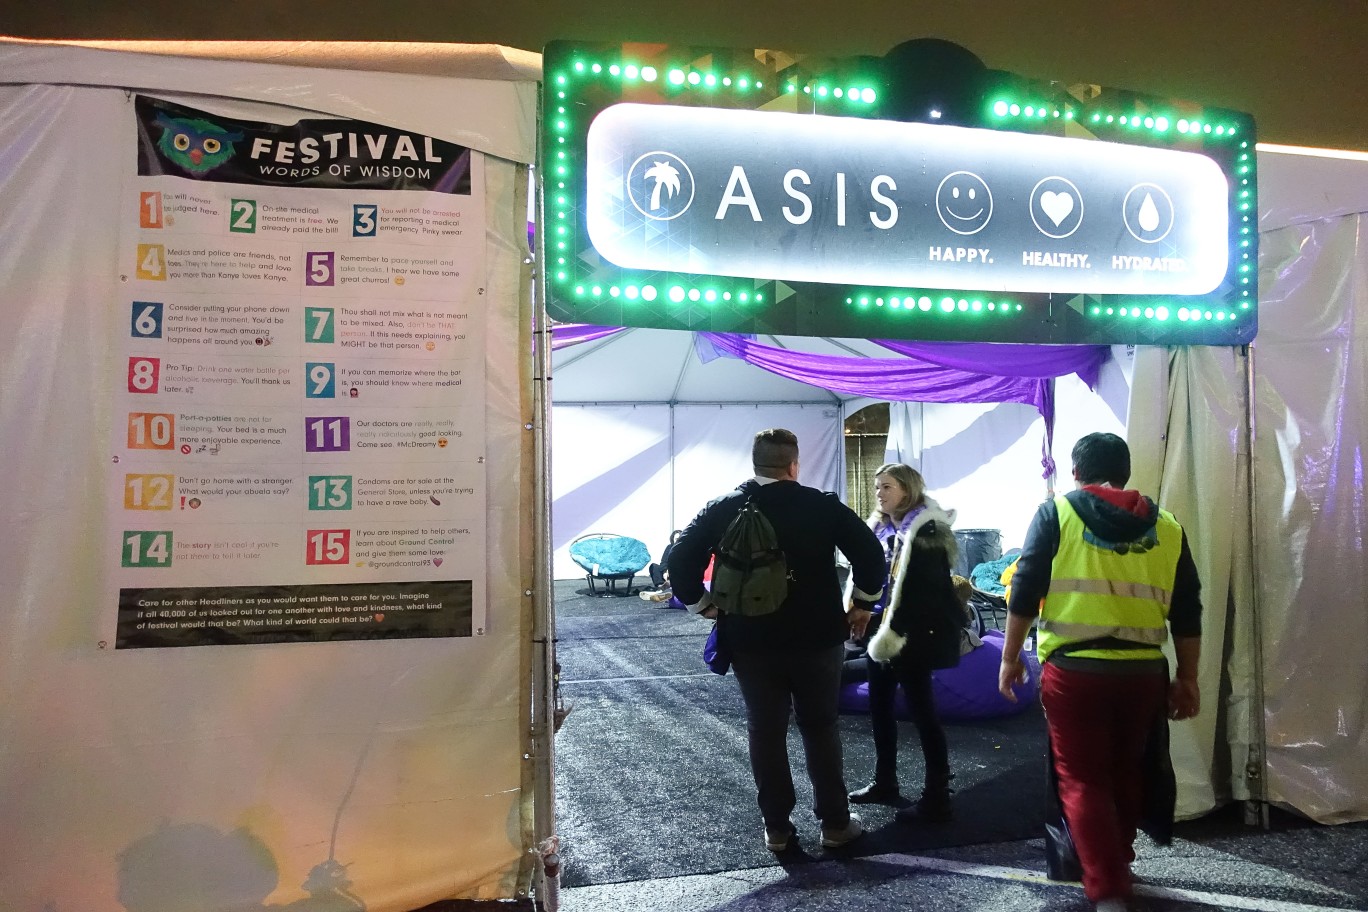 FESTIVAL
WORDS OF WISDOM
1 You will never
be judged here.
2 On-site medical
treatment is free. We
already paid the bill!
3 You will not be arrested
for reporting a medical
emergency. Pinky swear
4 Medics and police are friends, not
foes. They're here to help and love
you more than Kanye loves Kanye.
5 Remember to pace yourself and
take breaks. I hear we have some
great churros!
6 Consider putting your phone down
and live in the moment. You'd be
surprised how much amazing
happens all around you.
7 Thou shall not mix what is not meant
to be mixed. Also, don't be THAT
person. If this needs explaining, you
MIGHT be that person.
8 Pro Tip: Drink one water bottle per
alcoholic beverage. You'll thank us
later.
9 If you can memorize where the bar
is, you should know where medical
is.
10 Port-a-potties are not for
sleeping. Your bed is a much
more enjoyable experience.
11 Our doctors are really, really,
really ridiculously good looking.
Come see. #McDreamy
12 Don't go home with a stranger.
What would your abuela say?
13 Condoms are for sale at the
General Store, unless you're trying
to have a rave baby.
14 The story isn't cool if you're
not there to tell it later.
15 If you are inspired to help others,
learn about Ground Control
and give them some love.
@groundcontrol93
Care for other Headliners as you would want them to care for you. Imagine
if all 40,000 of us looked out for one another with love and kindness, what kind
of festival would that be? What kind of world could that be?
ASIS
HAPPY. HEALTHY. HYDRATED.